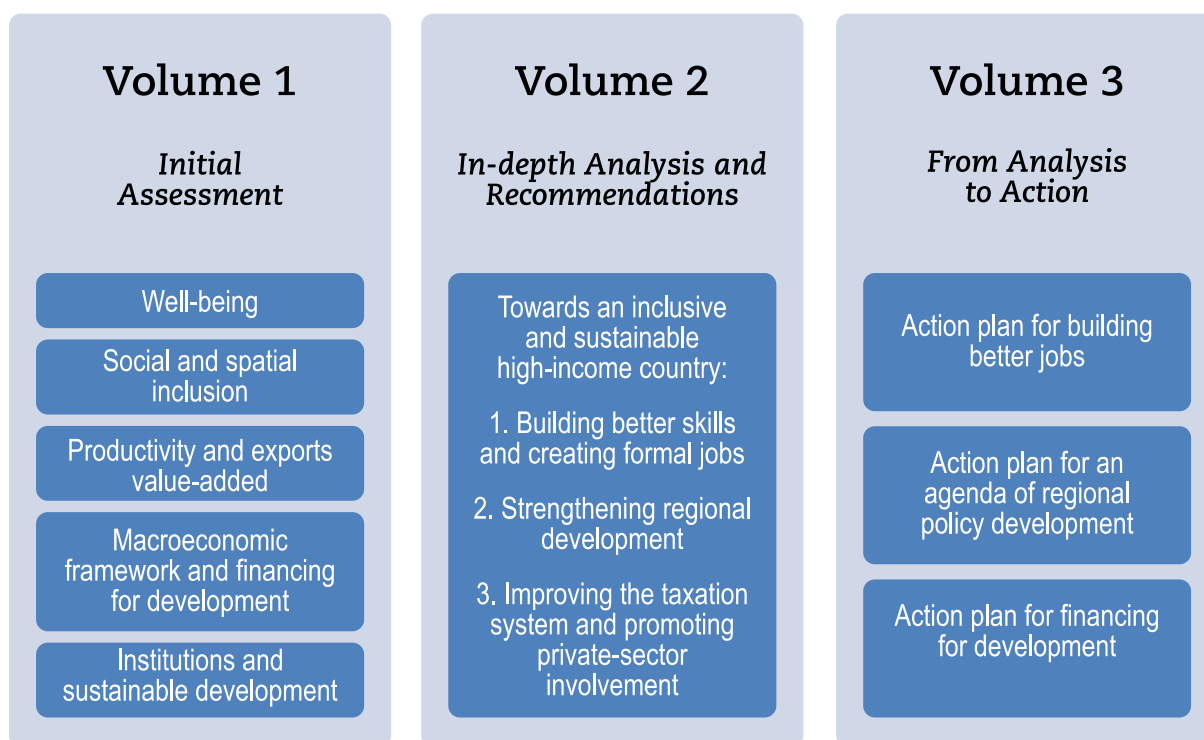 Volume 1
Initial
Assessment
Well-being
Social and spatial
inclusion
Productivity and exports
value-added
Macroeconomic
framework and financing
for development
Institutions and
sustainable development
Volume 2
In-depth Analysis and
Recommendations
Towards an inclusive
and sustainable
high-income country:
1. Building better skills
and creating formal jobs
2. Strengthening regional
development
3. Improving the taxation
system and promoting
private-sector
involvement
Volume 3
From Analysis
to Action
Action plan for building
better jobs
Action plan for an
agenda of regional
policy development
Action plan for financing
for development